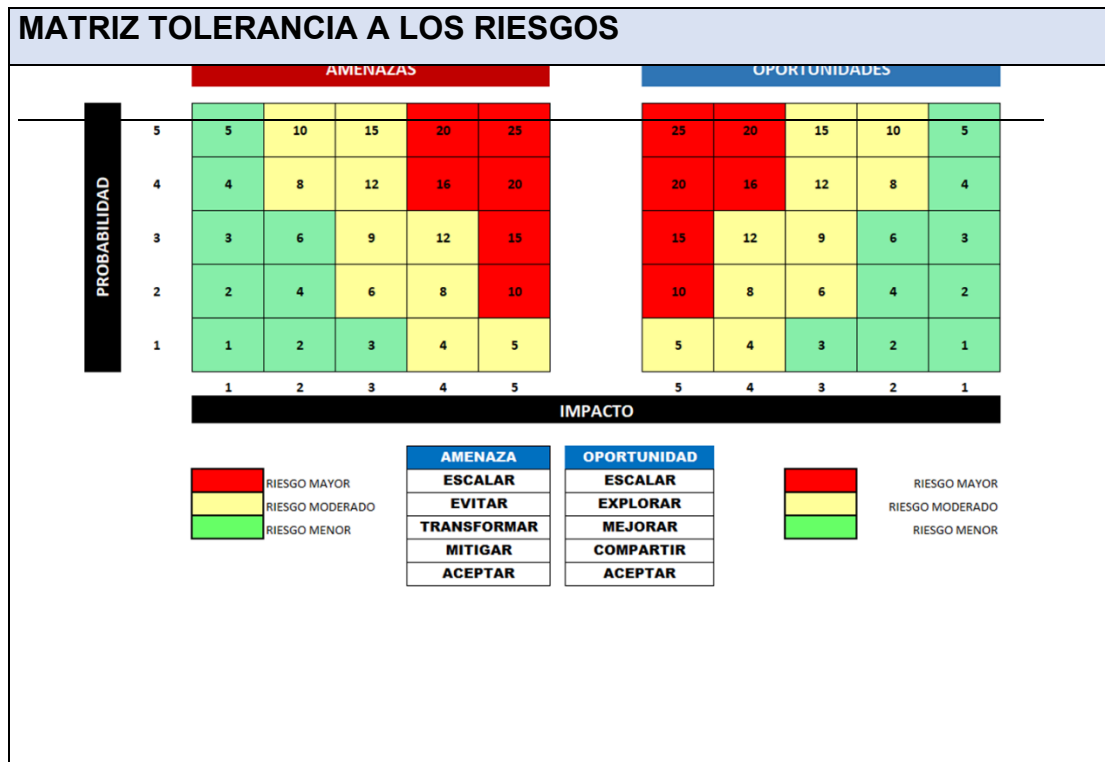 MATRIZ TOLERANCIA A LOS RIESGOS
AMENAZAS OPORTUNIDADES
5 5 10 15 20 25 25 20 15 10 5
4 4 8 12 16 20 20 16 12 8 4
PROBABILIDAD
3 3 6 9 12 15 15 12 9 6 3
2 2 4 6 8 10 10 8 6 4 2
1 1 2 3 4 5 5 4 3 2 1
1 2 3 4 5 5 4 3 2 1
IMPACTO
AMENAZA OPORTUNIDAD
RIESGO MAYOR ESCALAR ESCALAR RIESGO MAYOR
RIESGO MODERADO EVITAR EXPLORAR RIESGO MODERADO
RIESGO MENOR TRANSFORMAR MEJORAR RIESGO MENOR
MITIGAR COMPARTIR
ACEPTAR ACEPTAR